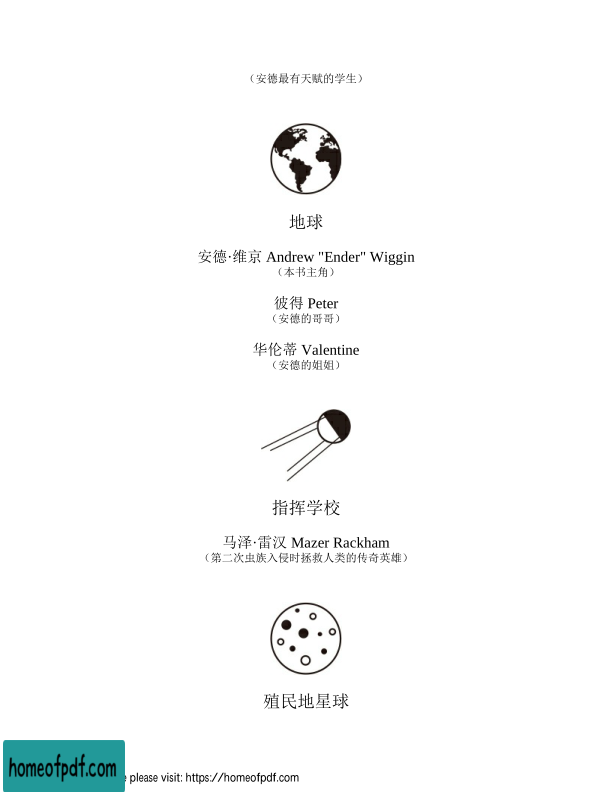 （安德最有天赋的学生）
地球
安德·维京 Andrew "Ender" Wiggin
（本书主角）
彼得 Peter
（安德的哥哥）
华伦蒂 Valentine
（安德的姐姐）
指挥学校
马泽·雷汉 Mazer Rackham
（第二次虫族入侵时拯救人类的传奇英雄）
殖民地星球
homeofpdf.com
please visit: https://homeofpdf.com